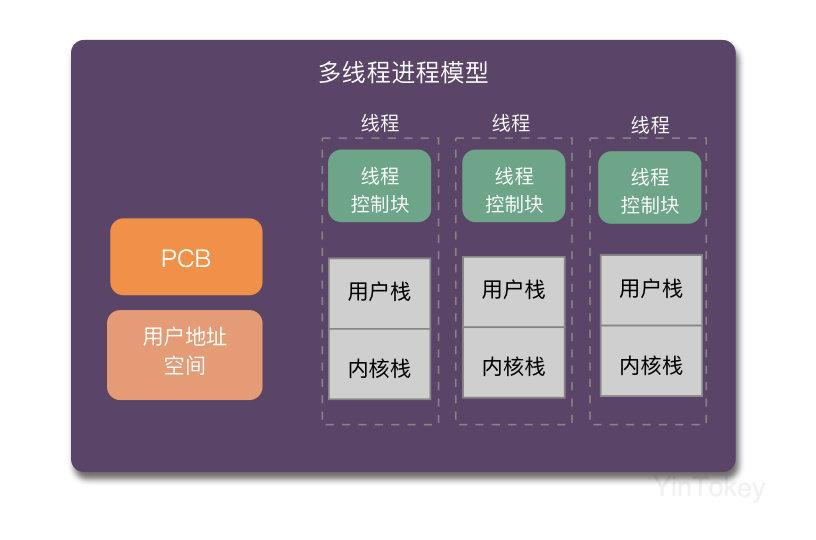 多线程进程模型
线程
线程
线程
线程
控制块
线程
控制块
线程
控制块
PCB
用户地址
空间
用户栈
用户栈
用户栈
内核栈
内核栈
内核栈
YinTokey